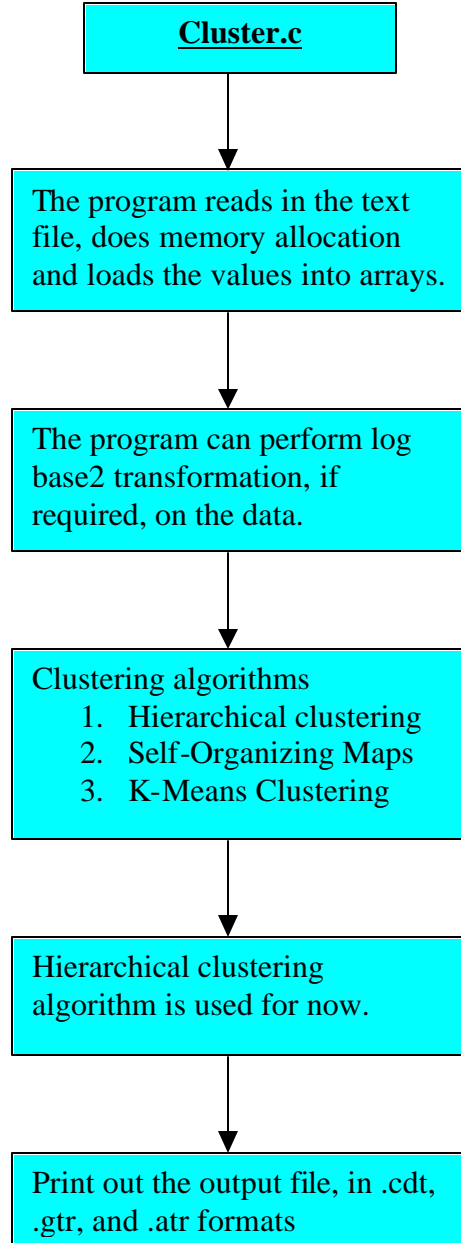 Cluster.c
The program reads in the text
file, does memory allocation
and loads the values into arrays.
The program can perform log
base2 transformation, if
required, on the data.
Clustering algorithms
1. Hierarchical clustering
2. Self-Organizing Maps
3. K-Means Clustering
Hierarchical clustering
algorithm is used for now.
Print out the output file, in .cdt,
.gtr, and .atr formats